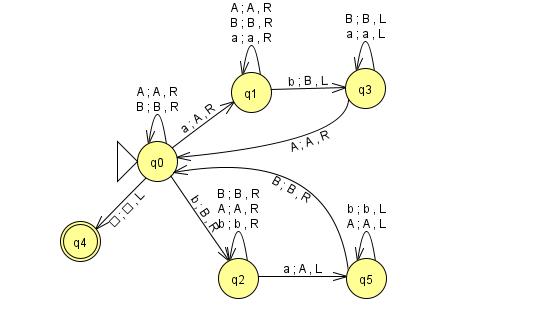 A ; A , R
B ; B , R
a ; a , R
B ; B , L
a ; a , L
q1
b ; B , L
q3
A ; A , R
B ; B , R
a ; A , R
A ; A , R
q0
B ; B , R
b ; B , R
□ ; □ , L
q4
B ; B , R
A ; A , R
b ; b , R
q2
a ; A , L
b ; b , L
A ; A , L
q5